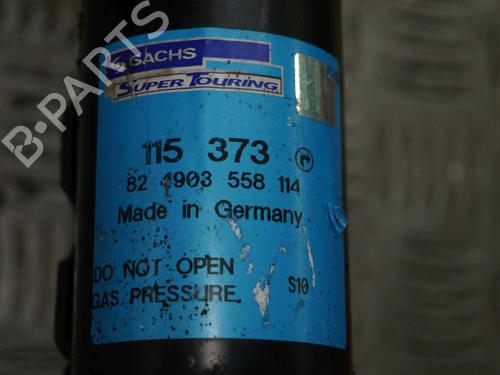 B-PARTS
SACHS
SUPER TOURING
115 373
82 4903 558 114
Made in Germany
DO NOT OPEN
GAS PRESSURE S10